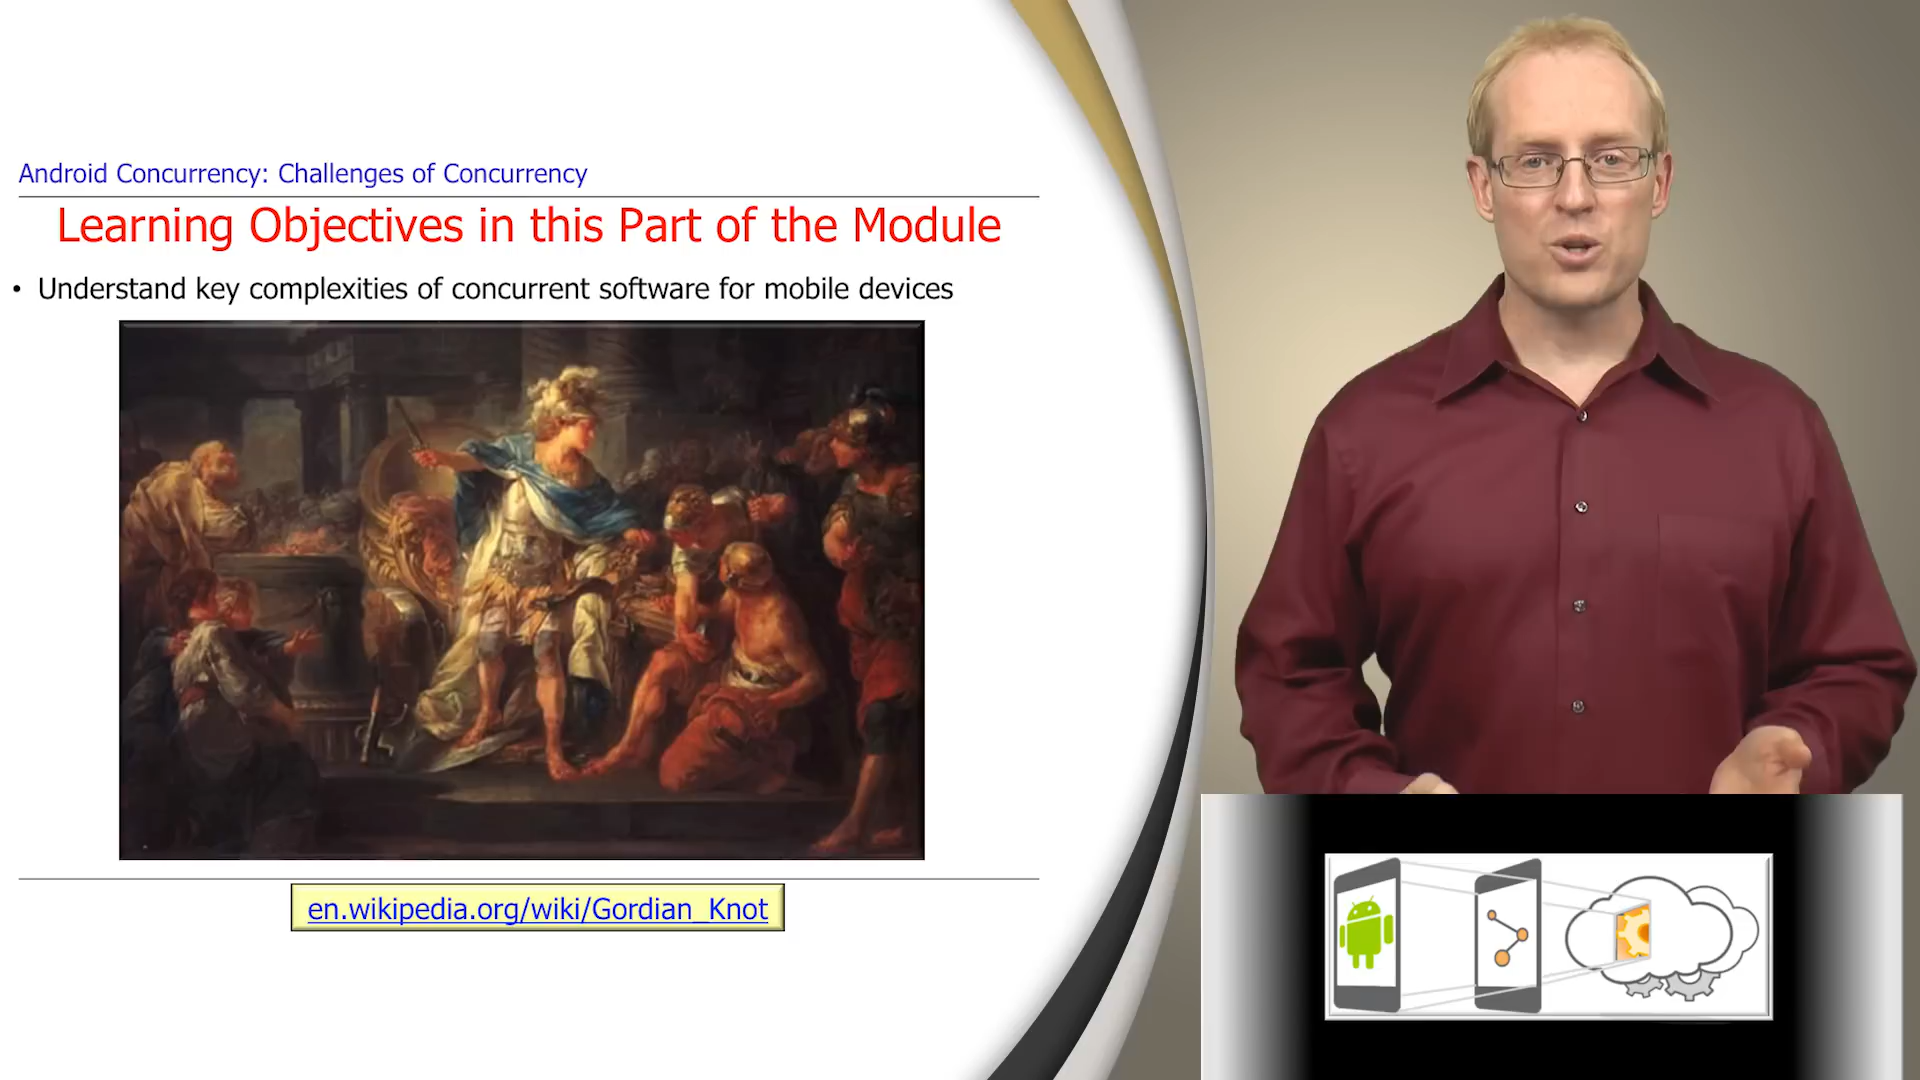 Android Concurrency: Challenges of Concurrency
Learning Objectives in this Part of the Module
• Understand key complexities of concurrent software for mobile devices
en.wikipedia.org/wiki/Gordian_Knot